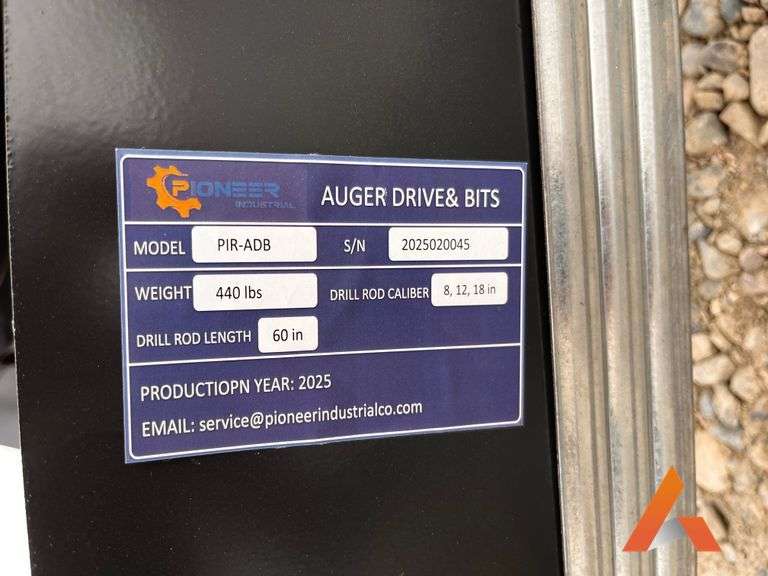 PIONEER
INDUSTRIAL
AUGER DRIVE& BITS
MODEL PIR-ADB S/N 2025020045
WEIGHT 440 lbs DRILL ROD CALIBER 8, 12, 18 in
DRILL ROD LENGTH 60 in
PRODUCTIOPN YEAR: 2025
EMAIL: service@pioneerindustrialco.com